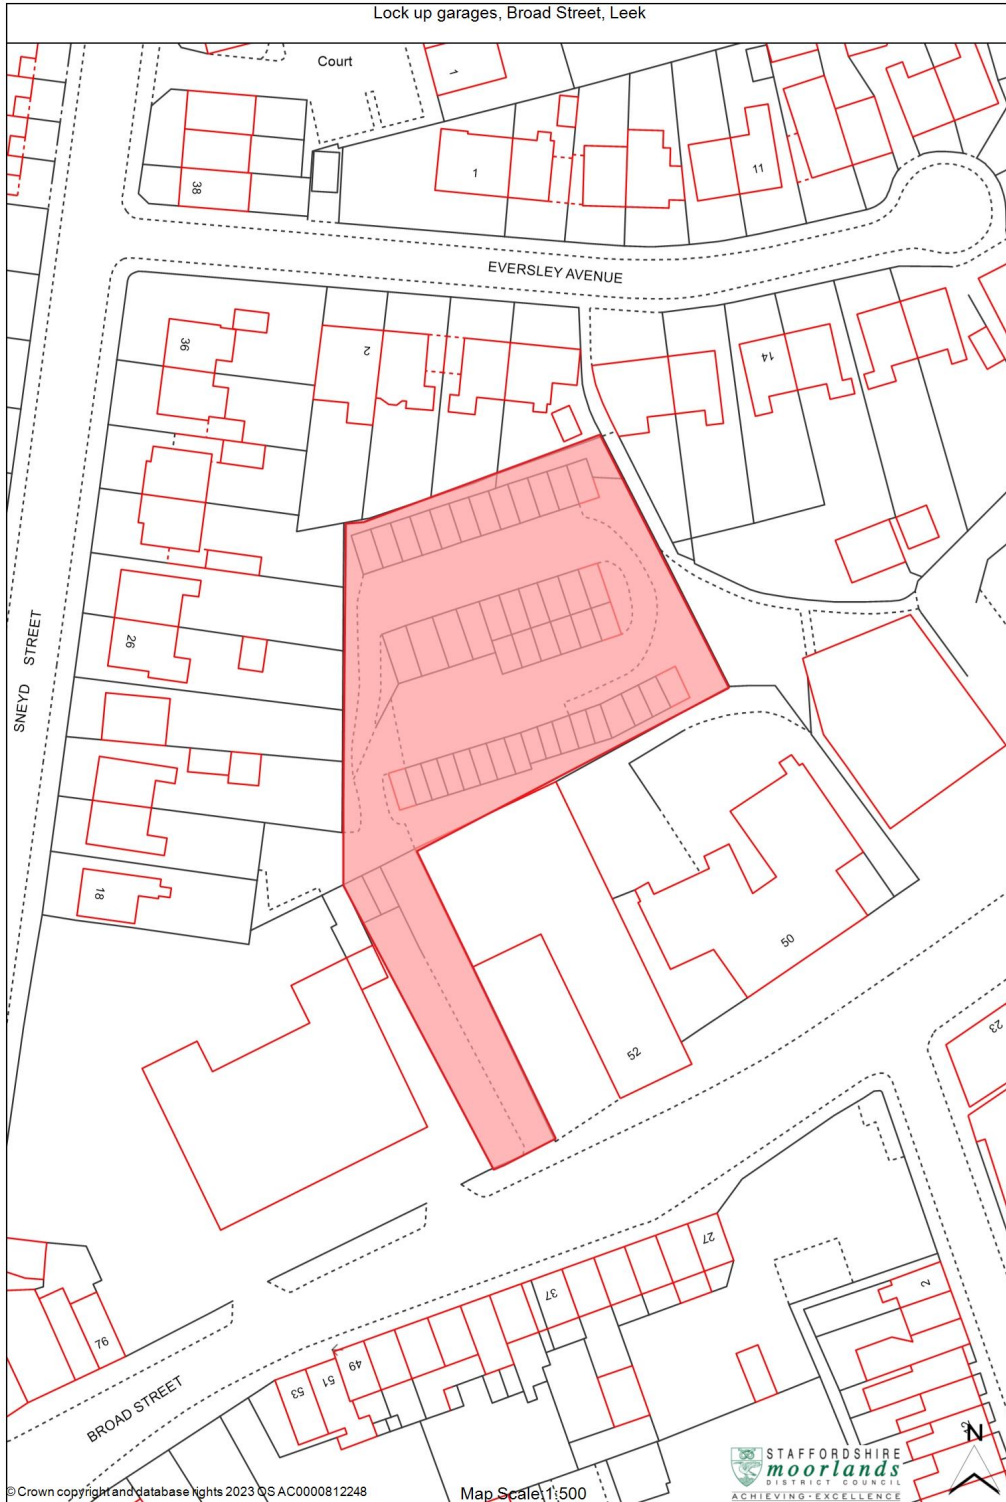 Lock up garages, Broad Street, Leek
Court
1
38
1
11
EVERSLEY AVENUE
36
2
14
SNEYD STREET
26
18
50
52
23
27
37
2
49
51
53
76
BROAD STREET
N
STAFFORDSHIRE
moorlands
DISTRICT COUNCIL
ACHIEVING · EXCELLENCE
© Crown copyright and database rights 2023 OS AC0000812248
Map Scale 1:500